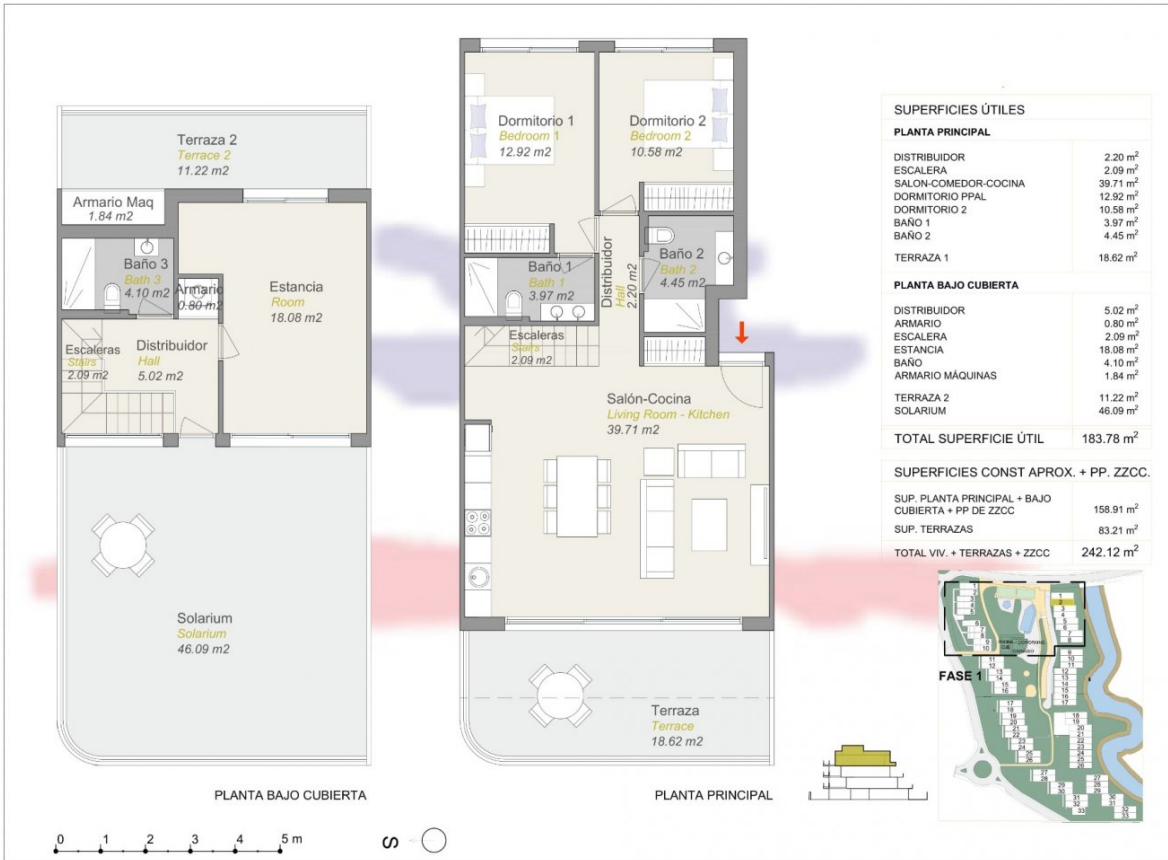 Terraza 2
Terrace 2
11.22 m2
Armario Maq
1.84 m2
Baño 3
Bath 3
4.10 m2
Armario
0.80 m2
Estancia
Room
18.08 m2
Escaleras
Stairs
2.09 m2
Distribuidor
Hall
5.02 m2
Solarium
Solarium
46.09 m2
PLANTA BAJO CUBIERTA
0 1 2 3 4 5 m
S
Dormitorio 1
Bedroom 1
12.92 m2
Dormitorio 2
Bedroom 2
10.58 m2
Baño 1
Bath 1
3.97 m2
Distribuidor
Hall
2.20 m2
Baño 2
Bath 2
4.45 m2
Escaleras
Stairs
2.09 m2
Salón-Cocina
Living Room - Kitchen
39.71 m2
Terraza
Terrace
18.62 m2
PLANTA PRINCIPAL
SUPERFICIES ÚTILES
PLANTA PRINCIPAL
DISTRIBUIDOR 2.20 m²
ESCALERA 2.09 m²
SALON-COMEDOR-COCINA 39.71 m²
DORMITORIO PPAL 12.92 m²
DORMITORIO 2 10.58 m²
BAÑO 1 3.97 m²
BAÑO 2 4.45 m²
TERRAZA 1 18.62 m²
PLANTA BAJO CUBIERTA
DISTRIBUIDOR 5.02 m²
ARMARIO 0.80 m²
ESCALERA 2.09 m²
ESTANCIA 18.08 m²
BAÑO 4.10 m²
ARMARIO MÁQUINAS 1.84 m²
TERRAZA 2 11.22 m²
SOLARIUM 46.09 m²
TOTAL SUPERFICIE ÚTIL 183.78 m²
SUPERFICIES CONST APROX. + PP. ZZCC.
SUP. PLANTA PRINCIPAL + BAJO
CUBIERTA + PP DE ZZCC 158.91 m²
SUP. TERRAZAS 83.21 m²
TOTAL VIV. + TERRAZAS + ZZCC 242.12 m²
FASE 1